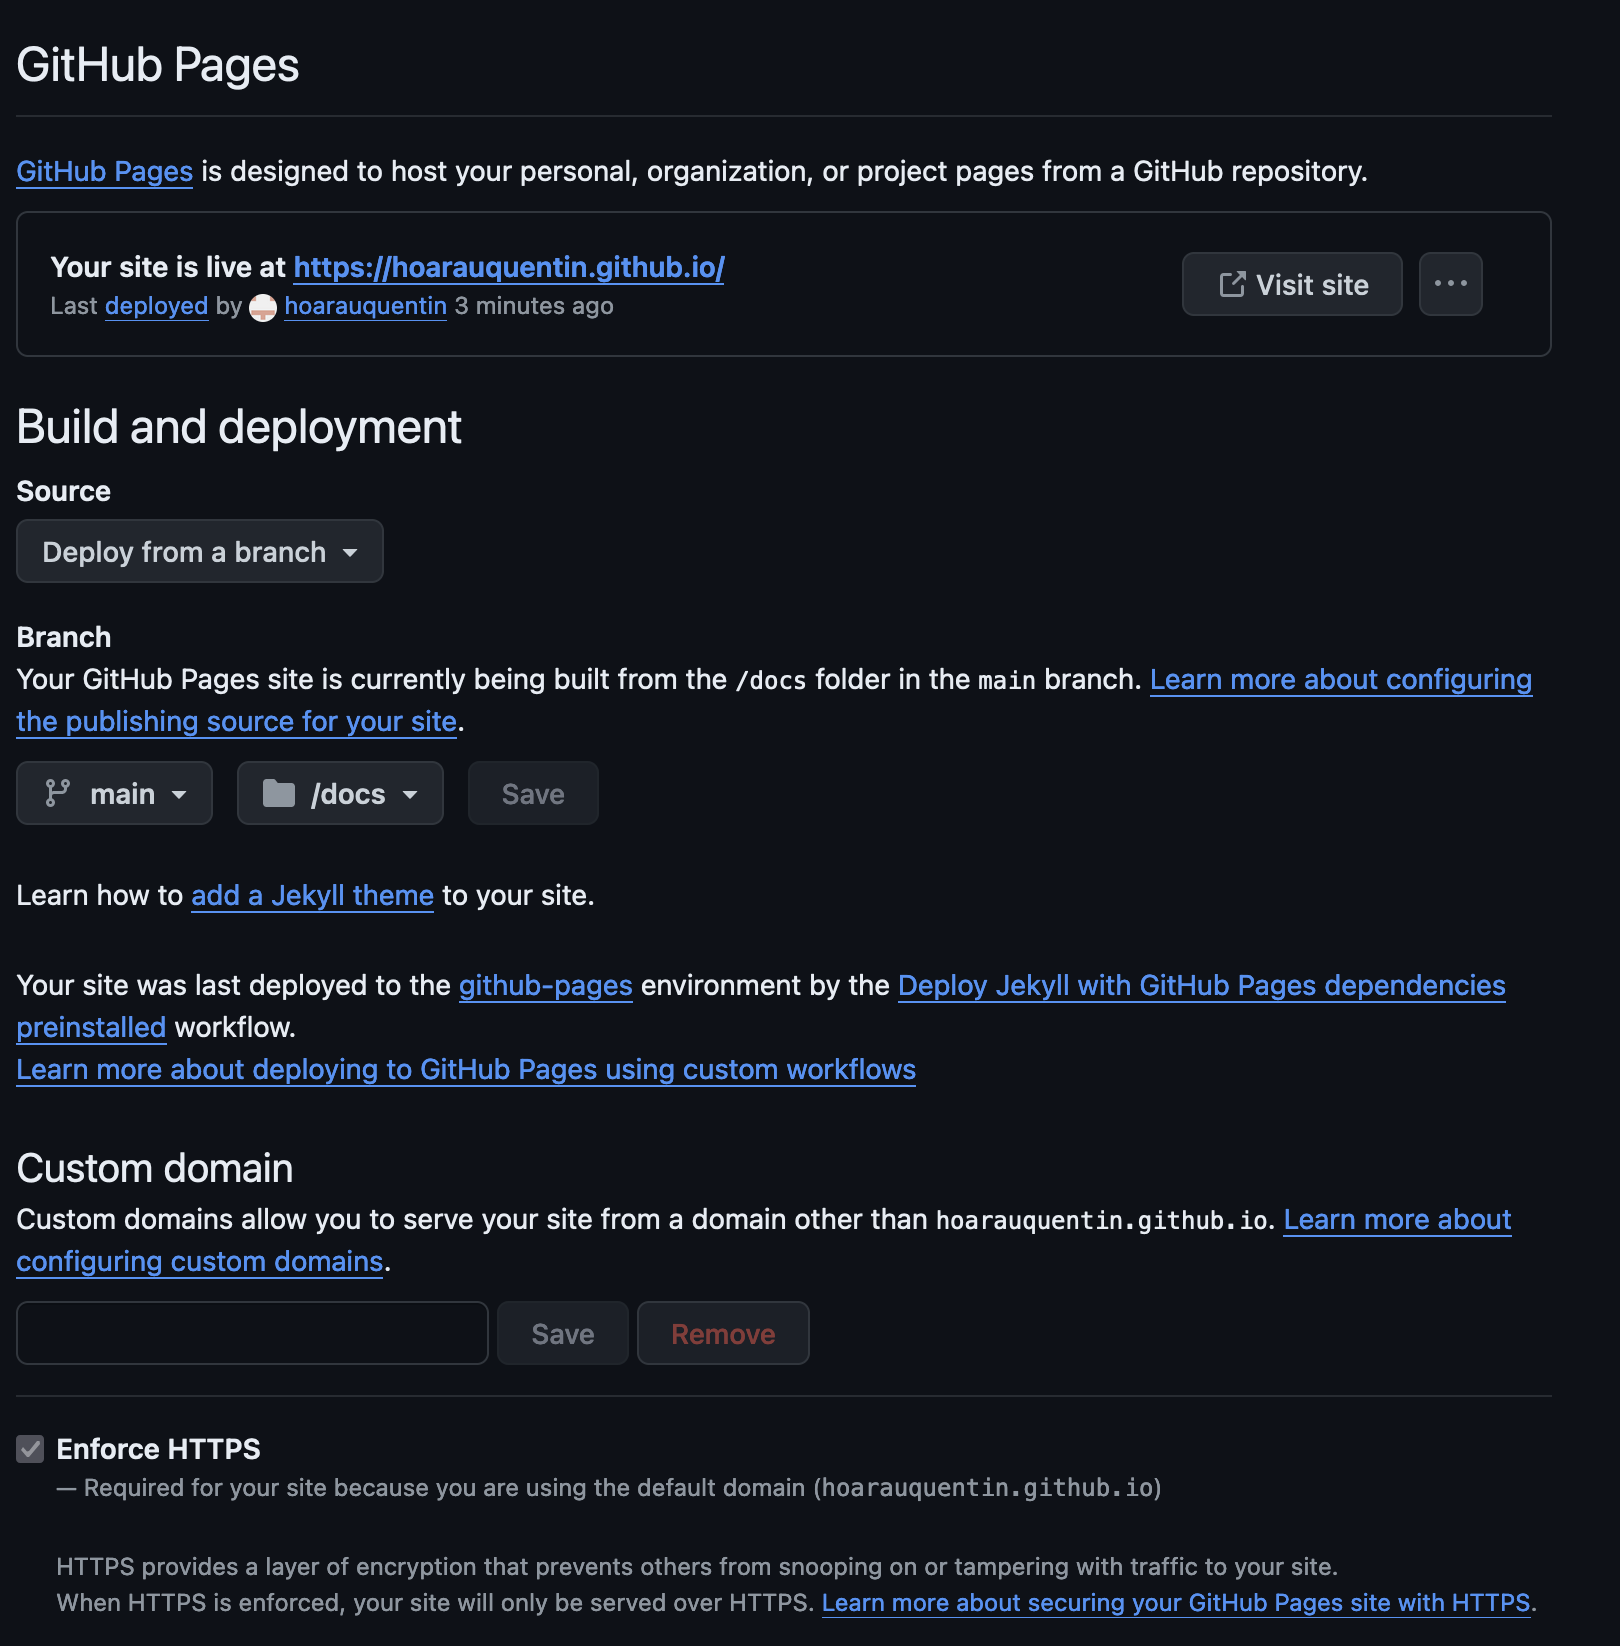 GitHub Pages
GitHub Pages is designed to host your personal, organization, or project pages from a GitHub repository.
Your site is live at https://hoarauquentin.github.io/
Last deployed by hoarauquentin 3 minutes ago
Visit site
Build and deployment
Source
Deploy from a branch
Branch
Your GitHub Pages site is currently being built from the /docs folder in the main branch. Learn more about configuring
the publishing source for your site.
main
/docs
Save
Learn how to add a Jekyll theme to your site.
Your site was last deployed to the github-pages environment by the Deploy Jekyll with GitHub Pages dependencies
preinstalled workflow.
Learn more about deploying to GitHub Pages using custom workflows
Custom domain
Custom domains allow you to serve your site from a domain other than hoarauquentin.github.io. Learn more about
configuring custom domains.
Save
Remove
Enforce HTTPS
— Required for your site because you are using the default domain (hoarauquentin.github.io)
HTTPS provides a layer of encryption that prevents others from snooping on or tampering with traffic to your site.
When HTTPS is enforced, your site will only be served over HTTPS. Learn more about securing your GitHub Pages site with HTTPS.